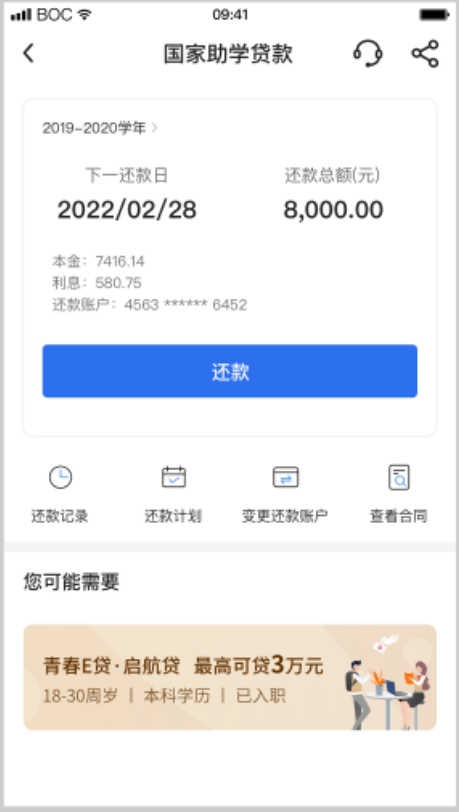 BOC 09:41
国家助学贷款
2019-2020学年
下一还款日 还款总额(元)
2022/02/28 8,000.00
本金：7416.14
利息：580.75
还款账户：4563 ****** 6452
还款
还款记录 还款计划 变更还款账户 查看合同
您可能需要
青春E贷·启航贷 最高可贷3万元
18-30周岁 | 本科学历 | 已入职